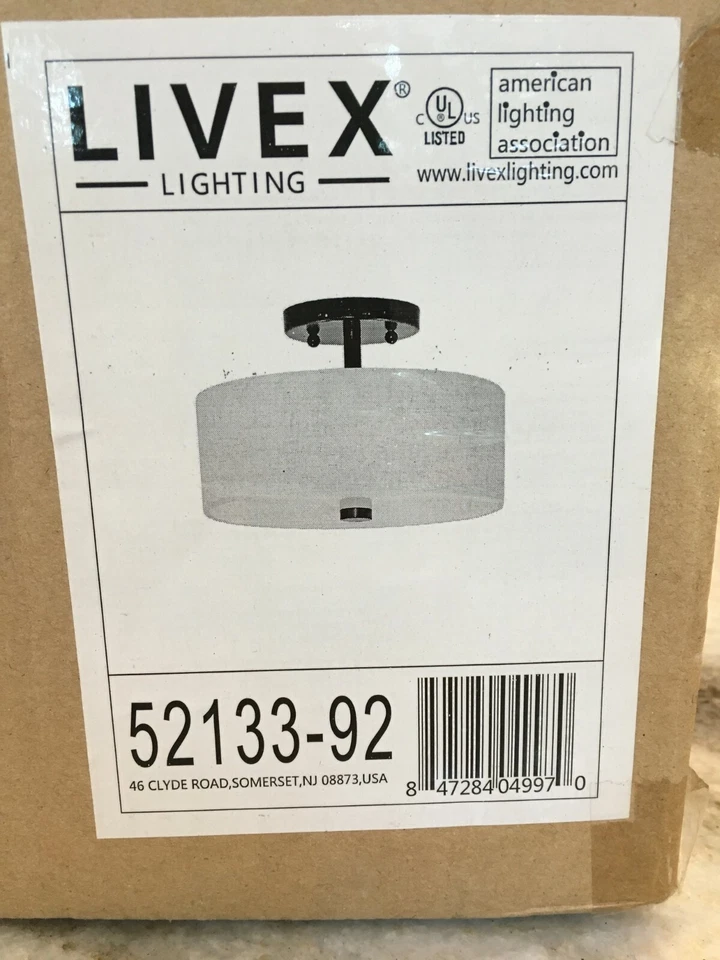 LIVEX®
LIGHTING
C UL® US
LISTED
american
lighting
association
www.livexlighting.com
52133-92
46 CLYDE ROAD,SOMERSET,NJ 08873,USA
8 47284 04997 0